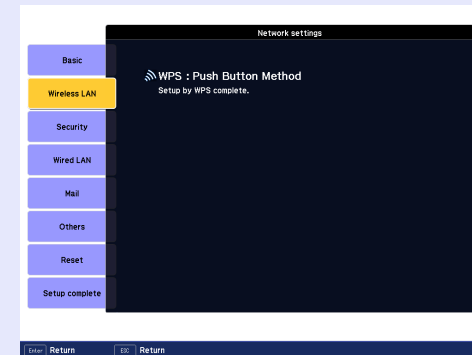 Network settings
Basic
Wireless LAN
Security
Wired LAN
Mail
Others
Reset
Setup complete
WPS : Push Button Method
Setup by WPS complete.
Enter Return
ESC Return